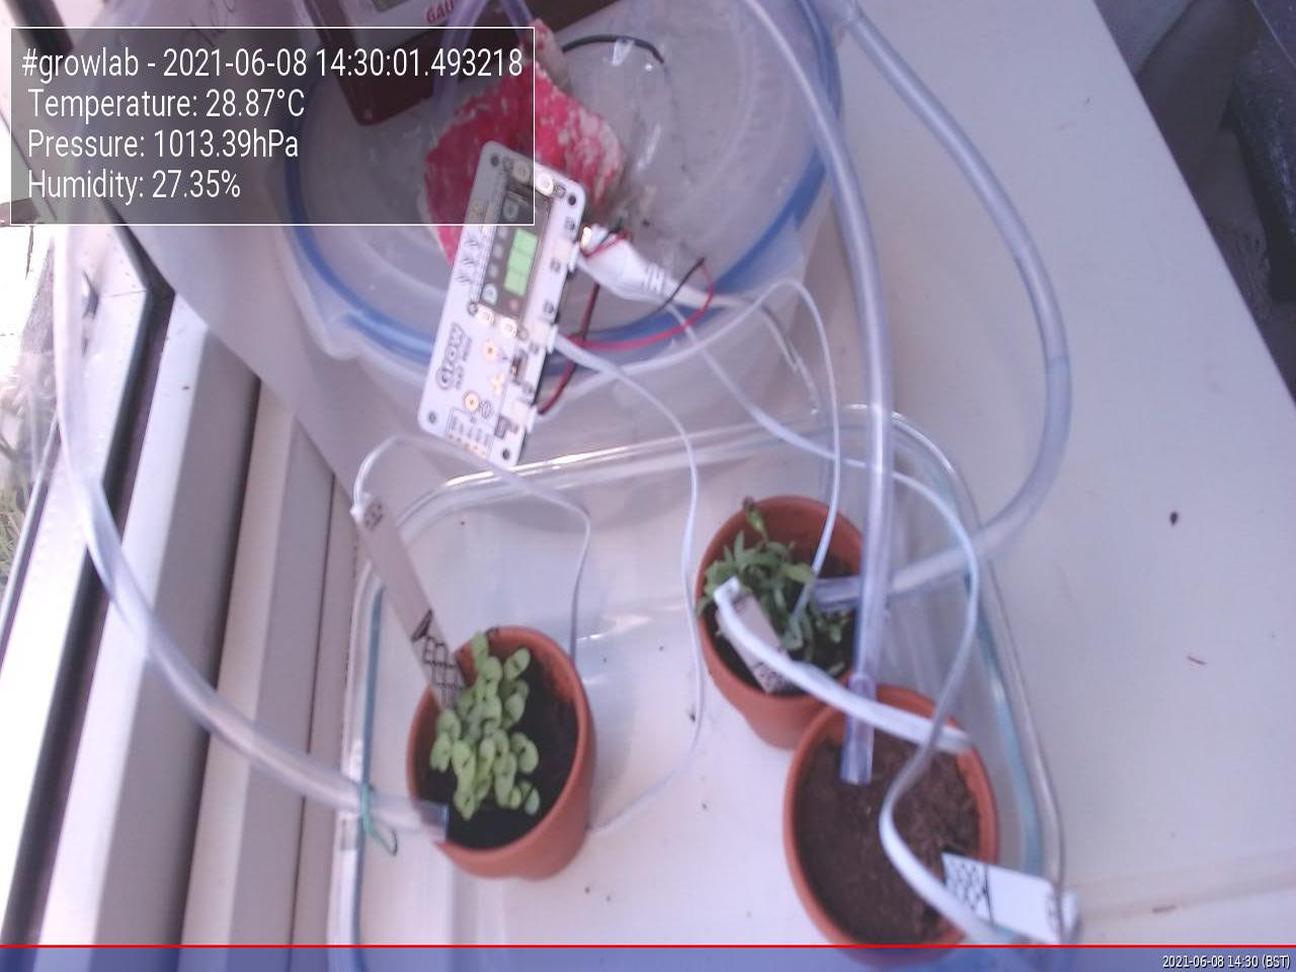 GALI
#growlab - 2021-06-08 14:30:01.493218
Temperature: 28.87°C
Pressure: 1013.39hPa
Humidity: 27.35%
GROW
2021-06-08 14:30 (BST)